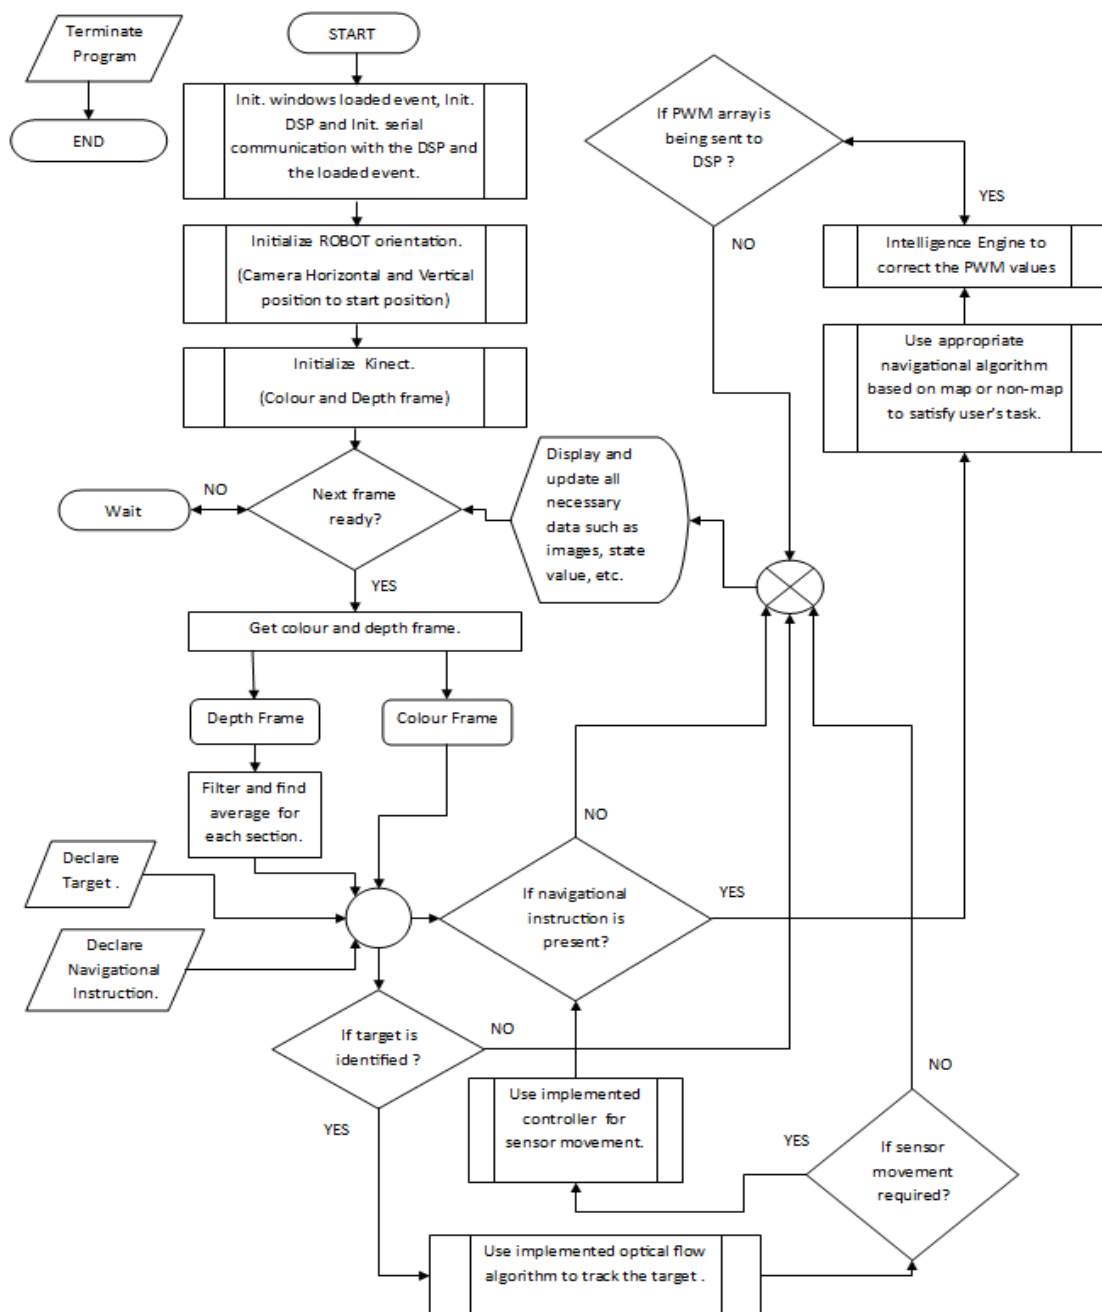 Terminate
Program
END
START
Init. windows loaded event, Init.
DSP and Init. serial
communication with the DSP and
the loaded event.
Initialize ROBOT orientation.
(Camera Horizontal and Vertical
position to start position)
Initialize Kinect.
(Colour and Depth frame)
If PWM array is
being sent to
DSP ?
YES
NO
Intelligence Engine to
correct the PWM values
Use appropriate
navigational algorithm
based on map or non-map
to satisfy user's task.
Display and
update all
necessary
data such as
images, state
value, etc.
Next frame
ready?
NO
Wait
YES
Get colour and depth frame.
Depth Frame
Colour Frame
Filter and find
average for
each section.
Declare
Target .
Declare
Navigational
Instruction.
NO
If navigational
instruction is
present?
YES
If target is
identified ?
NO
YES
Use implemented
controller for
sensor movement.
NO
YES
If sensor
movement
required?
Use implemented optical flow
algorithm to track the target .